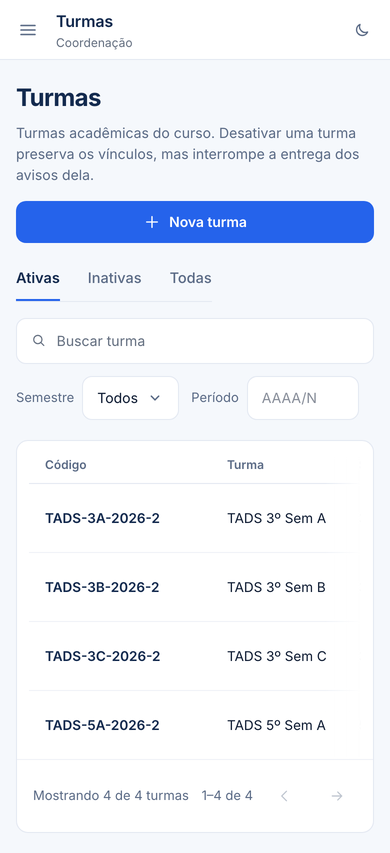 Turmas
Coordenação
Turmas
Turmas acadêmicas do curso. Desativar uma turma
preserva os vínculos, mas interrompe a entrega dos
avisos dela.
Nova turma
Ativas Inativas Todas
Buscar turma
Semestre Todos Período AAAA/N
Código Turma
TADS-3A-2026-2 TADS 3º Sem A
TADS-3B-2026-2 TADS 3º Sem B
TADS-3C-2026-2 TADS 3º Sem C
TADS-5A-2026-2 TADS 5º Sem A
Mostrando 4 de 4 turmas 1–4 de 4